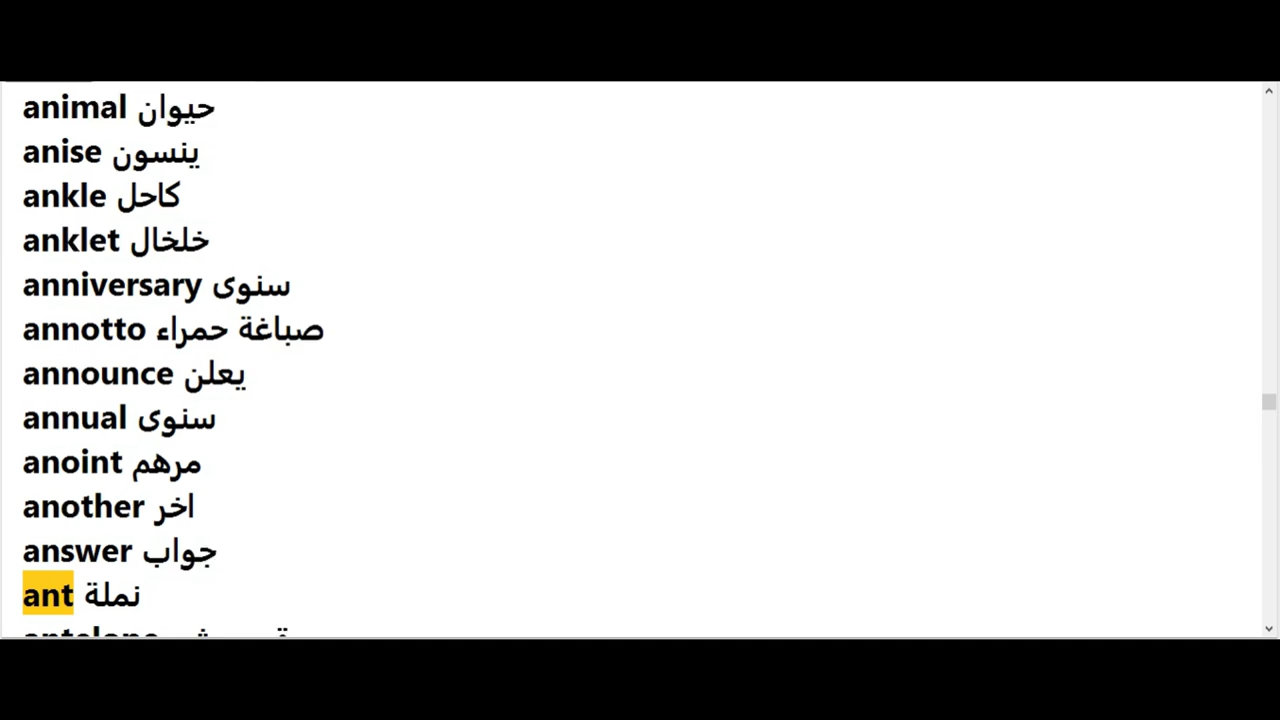 animal حيوان
anise ينسون
ankle كاحل
anklet خلخال
anniversary سنوى
annotto صباغة حمراء
announce يعلن
annual سنوى
anoint مرهم
another اخر
answer جواب
ant نملة